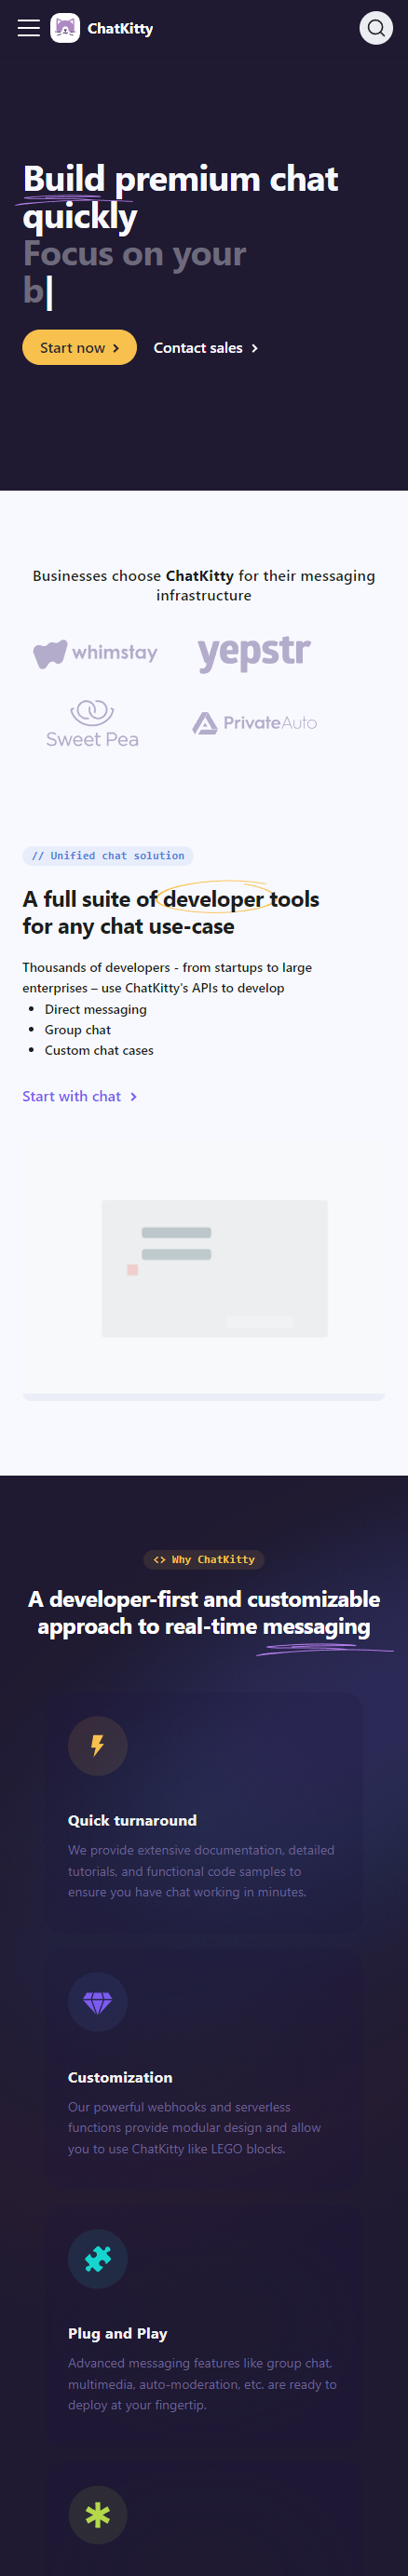 ChatKitty
Build premium chat
quickly
Focus on your
b|
Start now
Contact sales
Businesses choose ChatKitty for their messaging
infrastructure
whimstay
yepstr
Sweet Pea
PrivateAuto
// Unified chat solution
A full suite of developer tools
for any chat use-case
Thousands of developers - from startups to large
enterprises – use ChatKitty's APIs to develop
• Direct messaging
• Group chat
• Custom chat cases
Start with chat
<> Why ChatKitty
A developer-first and customizable
approach to real-time messaging
Quick turnaround
We provide extensive documentation, detailed
tutorials, and functional code samples to
ensure you have chat working in minutes.
Customization
Our powerful webhooks and serverless
functions provide modular design and allow
you to use ChatKitty like LEGO blocks.
Plug and Play
Advanced messaging features like group chat,
multimedia, auto-moderation, etc. are ready to
deploy at your fingertip.